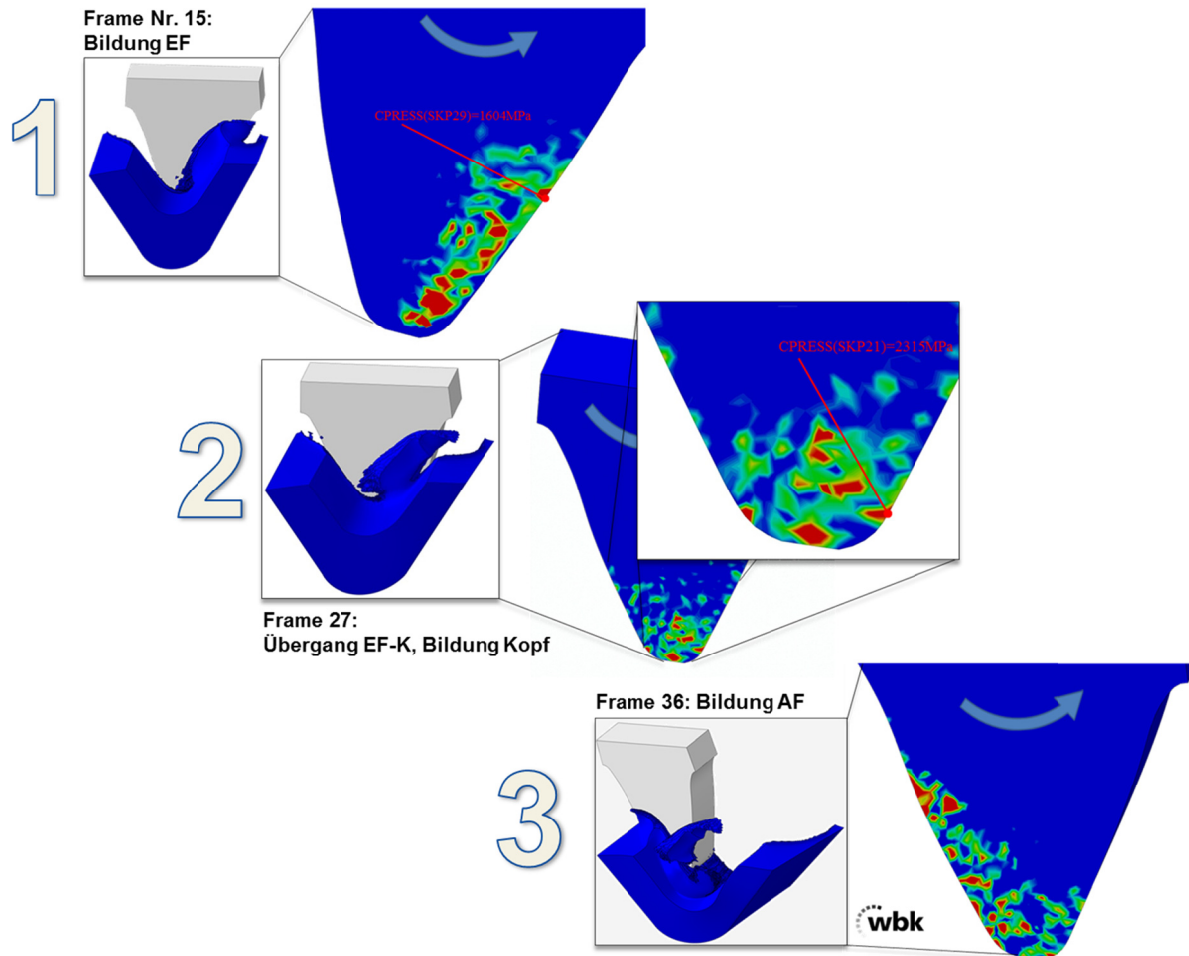 1
Frame Nr. 15:
Bildung EF
CPRESS(SKP29)=1604MPa
2
CPRESS(SKP21)=2315MPa
Frame 27:
Übergang EF-K, Bildung Kopf
3
Frame 36: Bildung AF
wbk